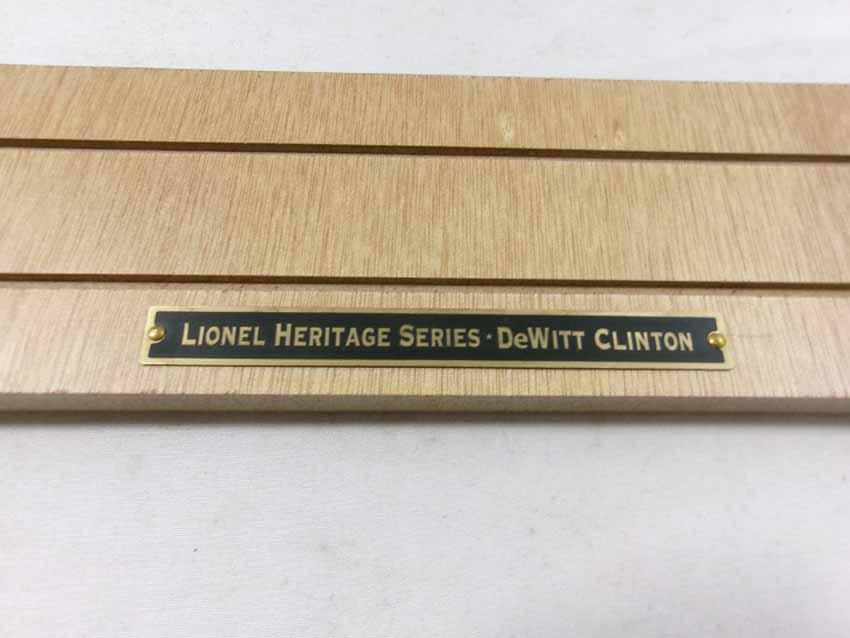 LIONEL HERITAGE SERIES ★ DeWITT CLINTON